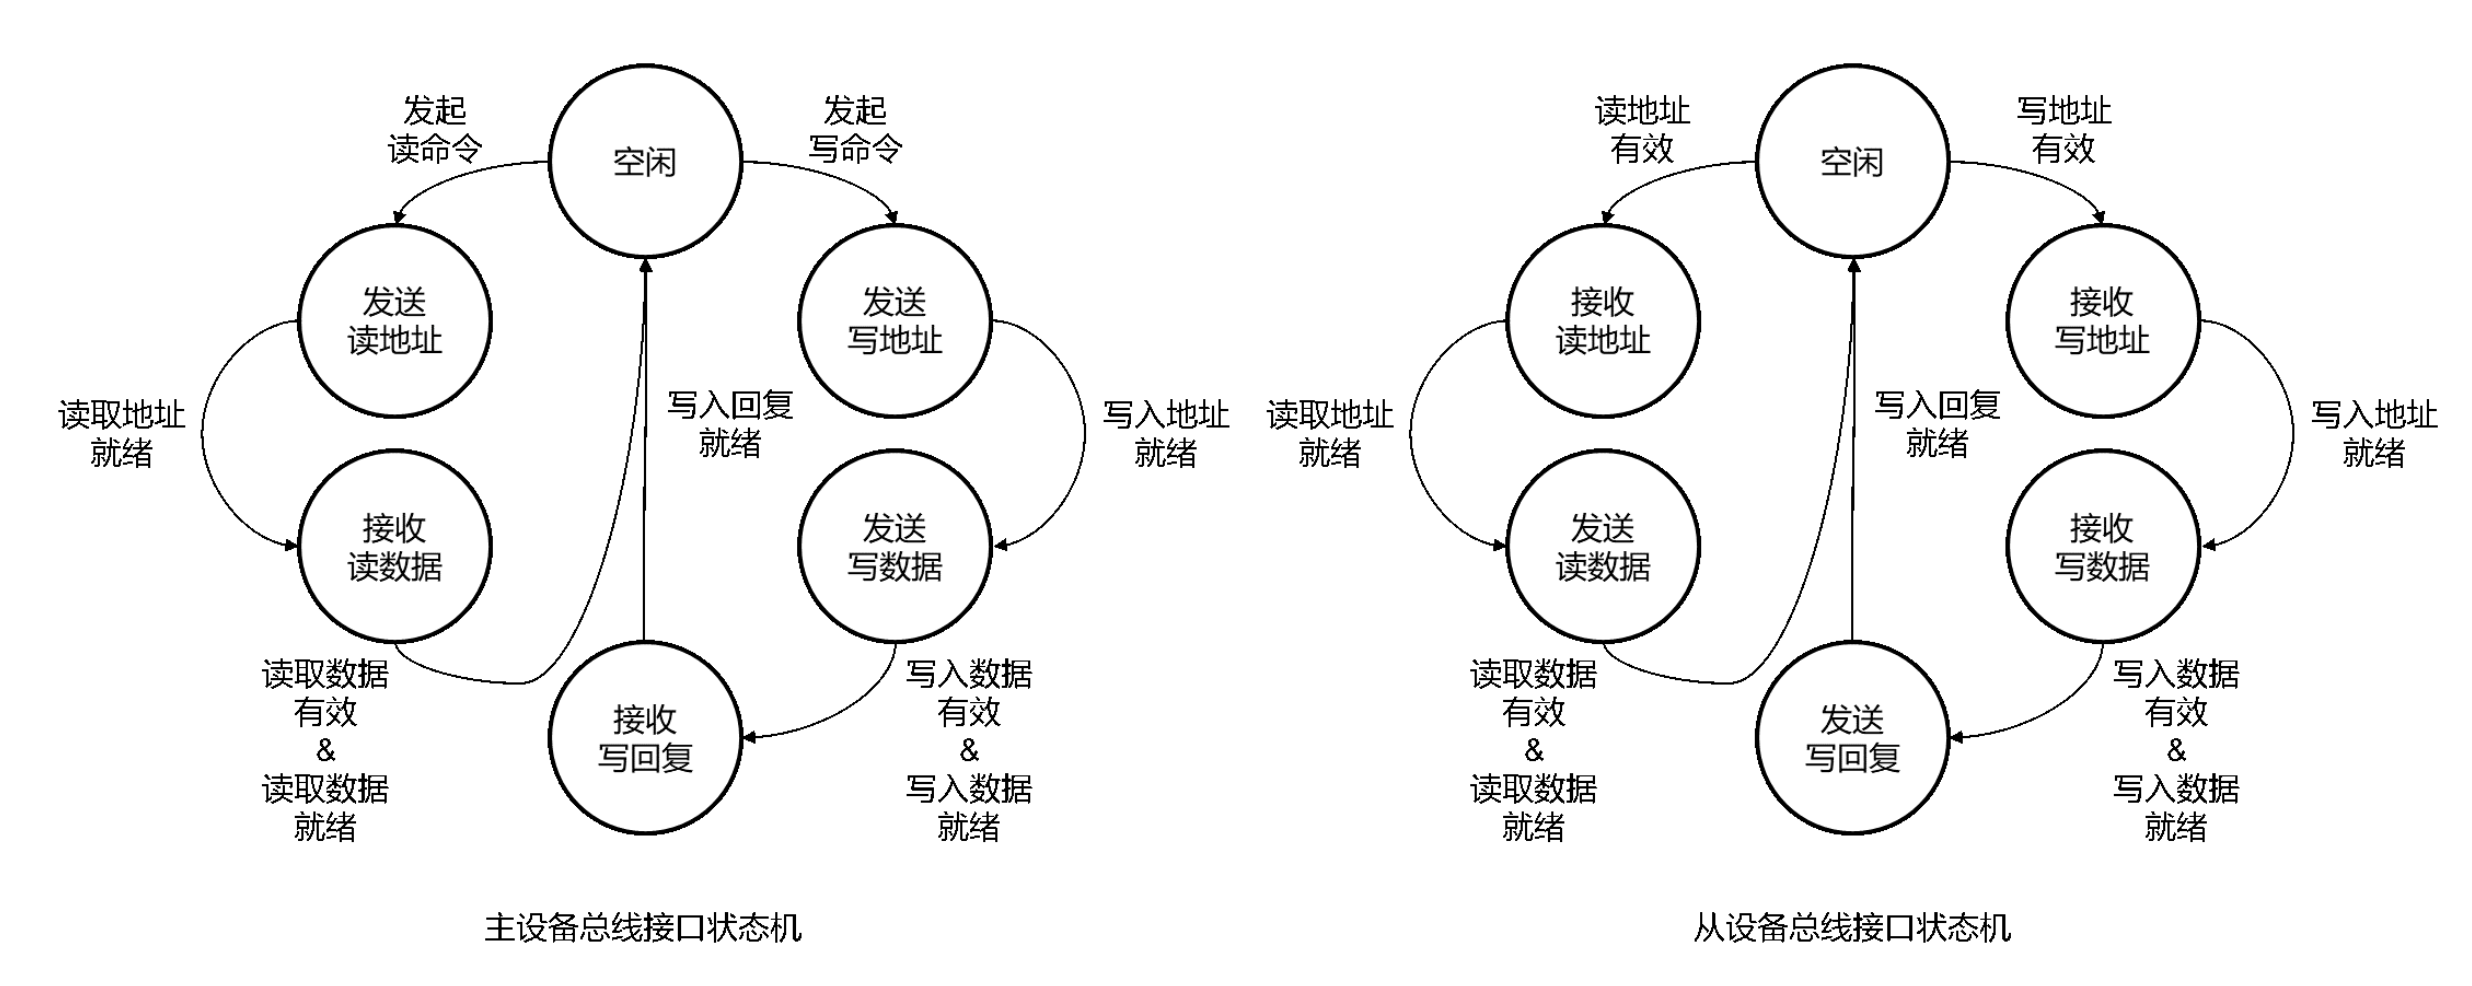 发起
读命令
空闲
发起
写命令
发送
读地址
发送
写地址
读取地址
就绪
写入回复
就绪
写入地址
就绪
接收
读数据
发送
写数据
读取数据
有效
&
读取数据
就绪
接收
写回复
写入数据
有效
&
写入数据
就绪
主设备总线接口状态机
读地址
有效
空闲
写地址
有效
接收
读地址
接收
写地址
读取地址
就绪
写入回复
就绪
写入地址
就绪
发送
读数据
接收
写数据
读取数据
有效
&
读取数据
就绪
发送
写回复
写入数据
有效
&
写入数据
就绪
从设备总线接口状态机